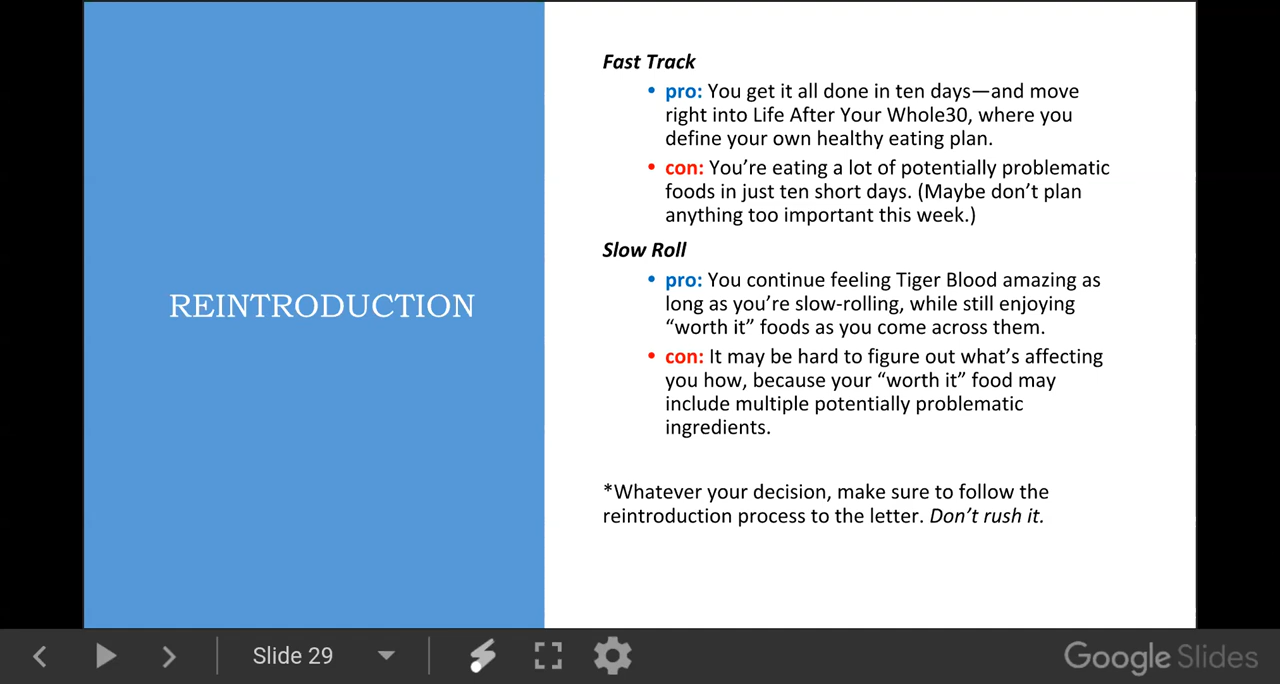 REINTRODUCTION
Fast Track
• pro: You get it all done in ten days—and move
right into Life After Your Whole30, where you
define your own healthy eating plan.
• con: You’re eating a lot of potentially problematic
foods in just ten short days. (Maybe don’t plan
anything too important this week.)
Slow Roll
• pro: You continue feeling Tiger Blood amazing as
long as you’re slow-rolling, while still enjoying
“worth it” foods as you come across them.
• con: It may be hard to figure out what’s affecting
you how, because your “worth it” food may
include multiple potentially problematic
ingredients.
*Whatever your decision, make sure to follow the
reintroduction process to the letter. Don’t rush it.
Slide 29
Google Slides